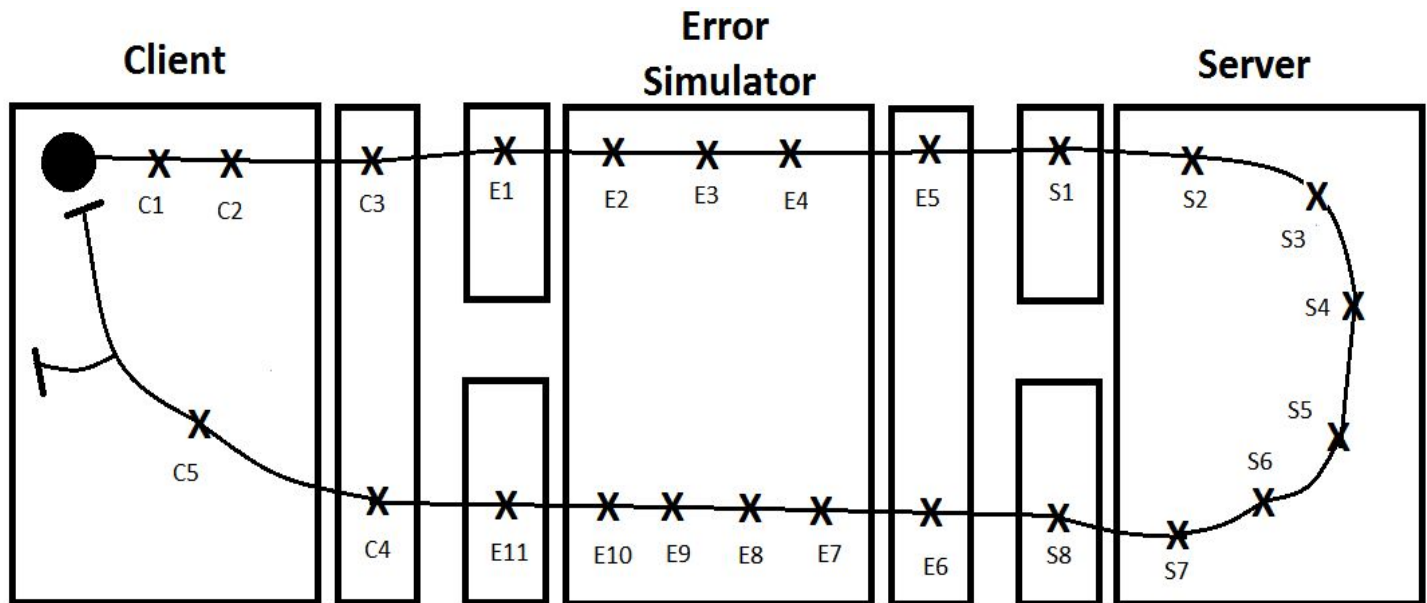 Client
Error
Simulator
Server
C1
C2
C3
E1
E2
E3
E4
E5
S1
S2
S3
S4
S5
S6
S7
S8
E6
E7
E8
E9
E10
E11
C4
C5